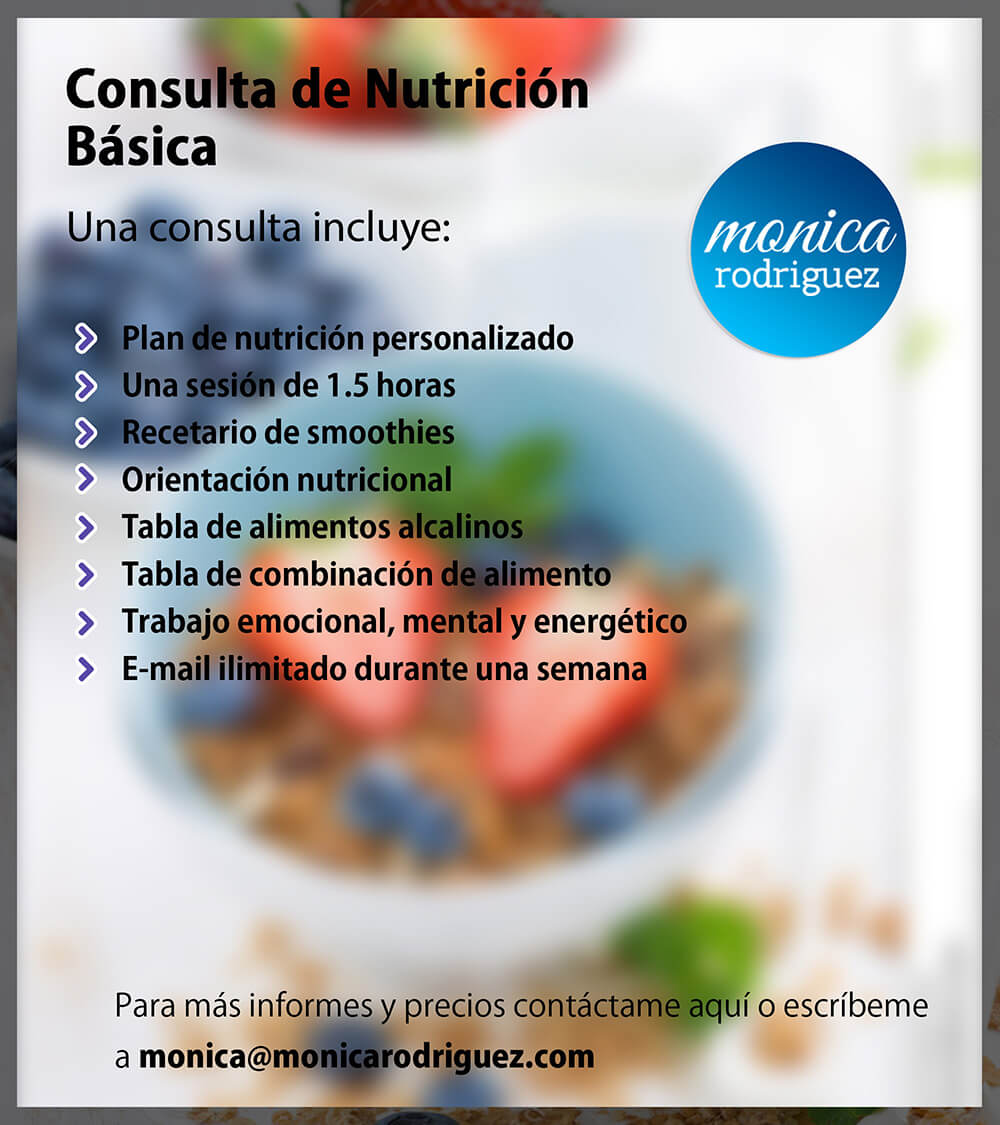 Consulta de Nutrición
Básica
monica
rodriguez
Una consulta incluye:
Plan de nutrición personalizado
Una sesión de 1.5 horas
Recetario de smoothies
Orientación nutricional
Tabla de alimentos alcalinos
Tabla de combinación de alimento
Trabajo emocional, mental y energético
E-mail ilimitado durante una semana
Para más informes y precios contáctame aquí o escríbeme
a monica@monicarodriguez.com